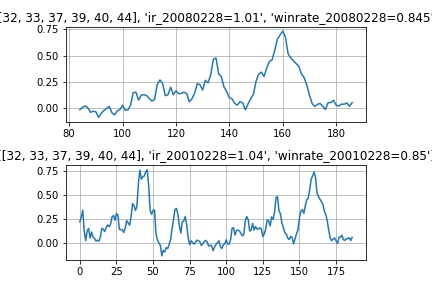 [32, 33, 37, 39, 40, 44], 'ir_20080228=1.01', 'winrate_20080228=0.845'
0.75
0.50
0.25
0.00
80 100 120 140 160 180
[[32, 33, 37, 39, 40, 44], 'ir_20010228=1.04', 'winrate_20010228=0.85']
0.75
0.50
0.25
0.00
0 25 50 75 100 125 150 175